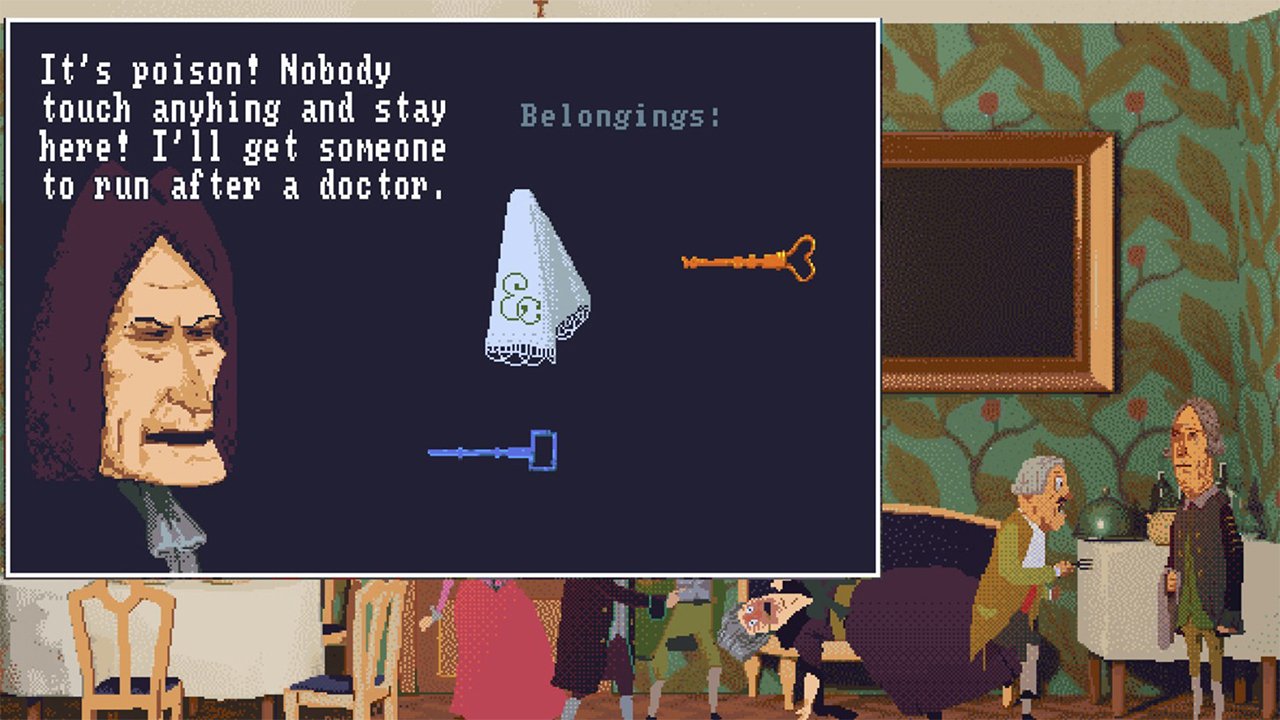 It's poison! Nobody
touch anyhing and stay
here! I'll get someone
to run after a doctor.
Belongings:
E